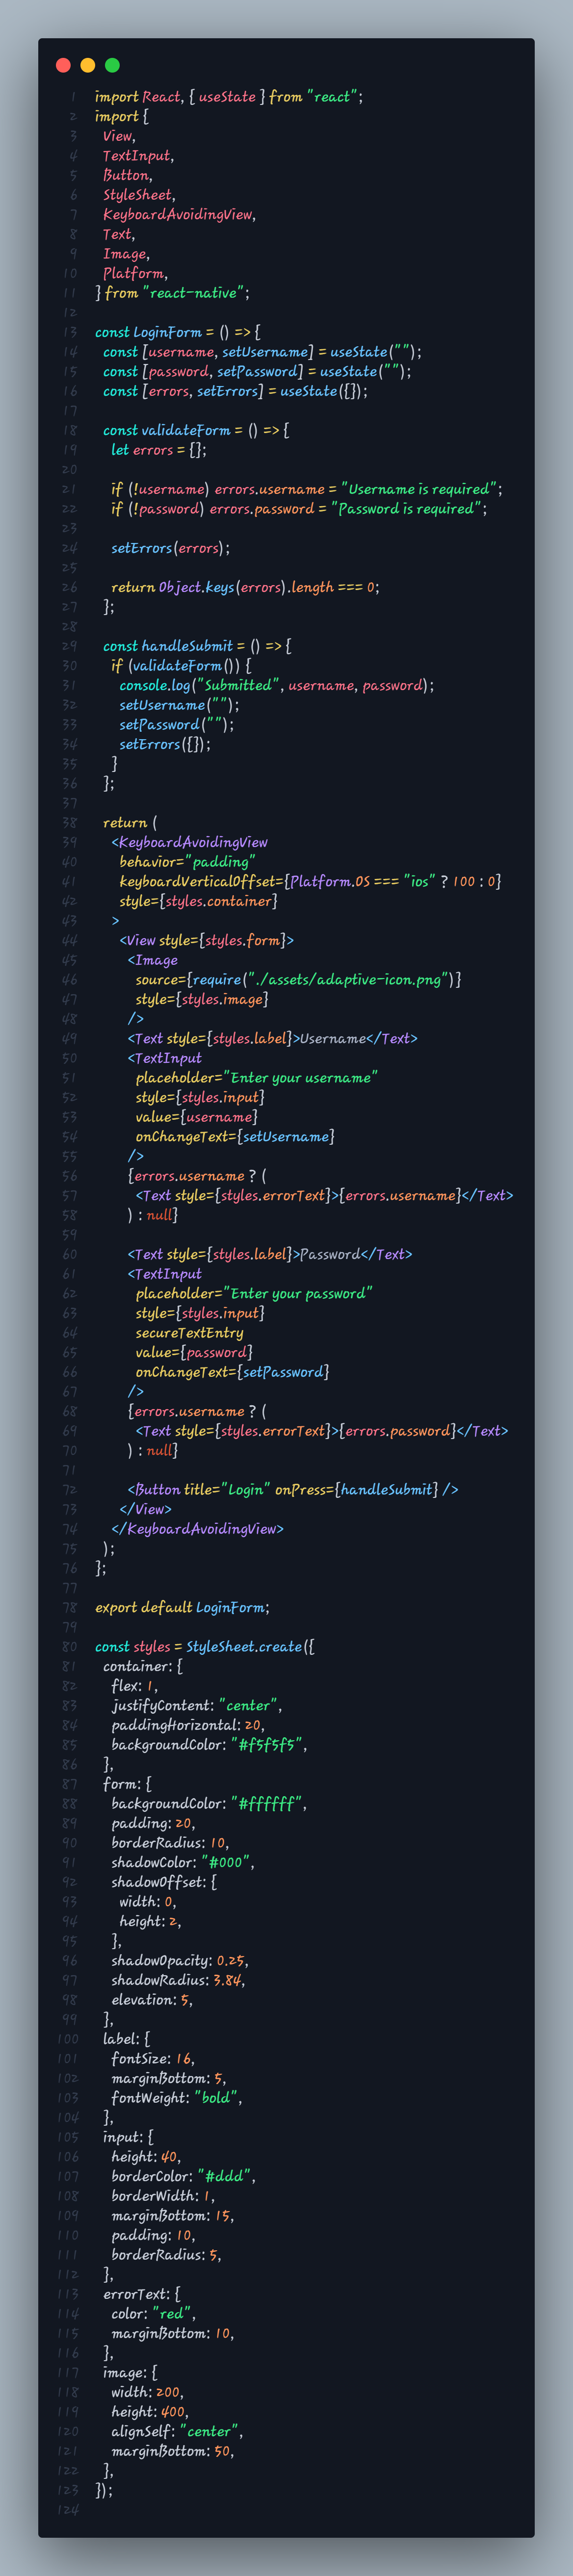 1 import React, { useState } from "react";
2 import {
3 View,
4 TextInput,
5 Button,
6 StyleSheet,
7 KeyboardAvoidingView,
8 Text,
9 Image,
10 Platform,
11 } from "react-native";
12
13 const LoginForm = () => {
14 const [username, setUsername] = useState("");
15 const [password, setPassword] = useState("");
16 const [errors, setErrors] = useState({});
17
18 const validateForm = () => {
19 let errors = {};
20
21 if (!username) errors.username = "Username is required";
22 if (!password) errors.password = "Password is required";
23
24 setErrors(errors);
25
26 return Object.keys(errors).length === 0;
27 };
28
29 const handleSubmit = () => {
30 if (validateForm()) {
31 console.log("Submitted", username, password);
32 setUsername("");
33 setPassword("");
34 setErrors({});
35 }
36 };
37
38 return (
39 <KeyboardAvoidingView
40 behavior="padding"
41 keyboardVerticalOffset={Platform.OS === "ios" ? 100 : 0}
42 style={styles.container}
43 >
44 <View style={styles.form}>
45 <Image
46 source={require("./assets/adaptive-icon.png")}
47 style={styles.image}
48 />
49 <Text style={styles.label}>Username</Text>
50 <TextInput
51 placeholder="Enter your username"
52 style={styles.input}
53 value={username}
54 onChangeText={setUsername}
55 />
56 {errors.username ? (
57 <Text style={styles.errorText}>{errors.username}</Text>
58 ) : null}
59
60 <Text style={styles.label}>Password</Text>
61 <TextInput
62 placeholder="Enter your password"
63 style={styles.input}
64 secureTextEntry
65 value={password}
66 onChangeText={setPassword}
67 />
68 {errors.username ? (
69 <Text style={styles.errorText}>{errors.password}</Text>
70 ) : null}
71
72 <Button title="Login" onPress={handleSubmit} />
73 </View>
74 </KeyboardAvoidingView>
75 );
76 };
77
78 export default LoginForm;
79
80 const styles = StyleSheet.create({
81 container: {
82 flex: 1,
83 justifyContent: "center",
84 paddingHorizontal: 20,
85 backgroundColor: "#f5f5f5",
86 },
87 form: {
88 backgroundColor: "#ffffff",
89 padding: 20,
90 borderRadius: 10,
91 shadowColor: "#000",
92 shadowOffset: {
93 width: 0,
94 height: 2,
95 },
96 shadowOpacity: 0.25,
97 shadowRadius: 3.84,
98 elevation: 5,
99 },
100 label: {
101 fontSize: 16,
102 marginBottom: 5,
103 fontWeight: "bold",
104 },
105 input: {
106 height: 40,
107 borderColor: "#ddd",
108 borderWidth: 1,
109 marginBottom: 15,
110 padding: 10,
111 borderRadius: 5,
112 },
113 errorText: {
114 color: "red",
115 marginBottom: 10,
116 },
117 image: {
118 width: 200,
119 height: 400,
120 alignSelf: "center",
121 marginBottom: 50,
122 },
123 });
124